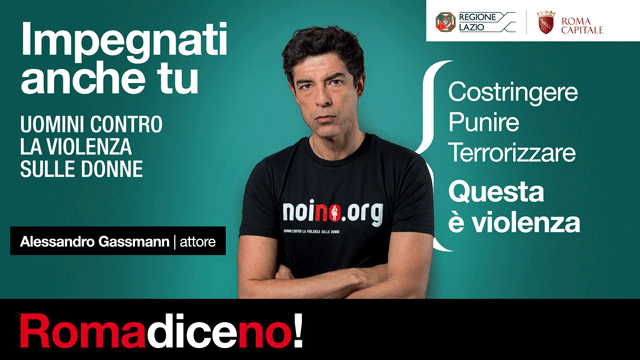 Impegnati
anche tu
UOMINI CONTRO
LA VIOLENZA
SULLE DONNE
Alessandro Gassmann | attore
noino.org
UOMINI CONTRO LA VIOLENZA SULLE DONNE
REGIONE
LAZIO
ROMA
CAPITALE
Costringere
Punire
Terrorizzare
Questa
è violenza
Romadiceno!